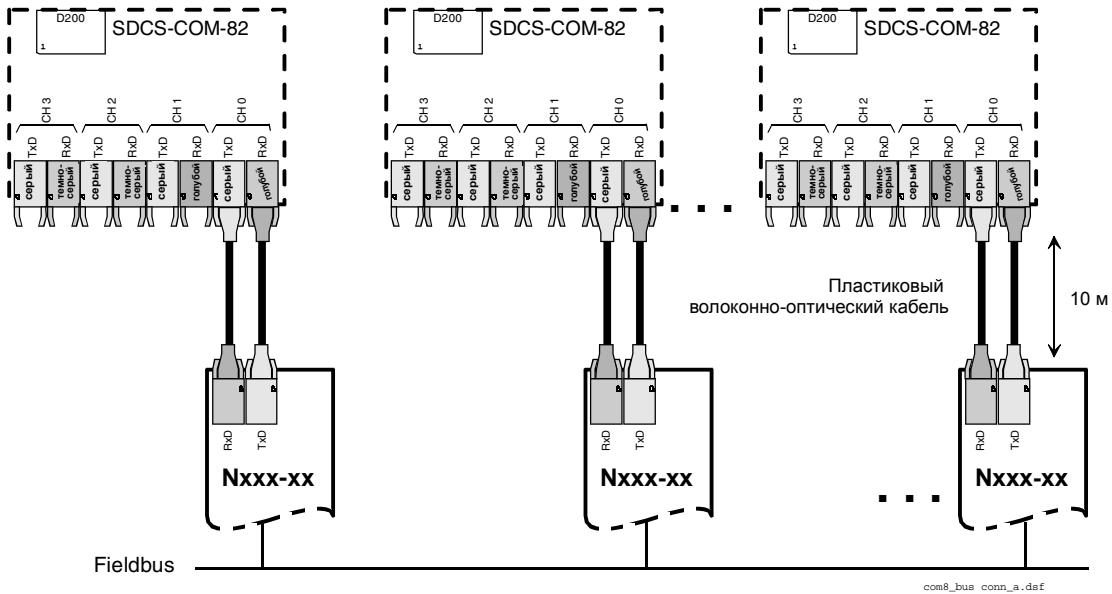 D200
1
SDCS-COM-82
CH 3
CH 2
CH 1
CH 0
TxD
RxD
TxD
RxD
TxD
RxD
TxD
RxD
серый
темно-
серый
серый
темно-
серый
серый
голубой
серый
голубой
D200
1
SDCS-COM-82
CH 3
CH 2
CH 1
CH 0
TxD
RxD
TxD
RxD
TxD
RxD
TxD
RxD
серый
темно-
серый
серый
темно-
серый
серый
голубой
серый
голубой
D200
1
SDCS-COM-82
CH 3
CH 2
CH 1
CH 0
TxD
RxD
TxD
RxD
TxD
RxD
TxD
RxD
серый
темно-
серый
серый
темно-
серый
серый
голубой
серый
голубой
Пластиковый
волоконно-оптический кабель
10 м
RxD
TxD
Nxxx-xx
RxD
TxD
Nxxx-xx
RxD
TxD
Nxxx-xx
Fieldbus
com8_bus conn_a.dsf